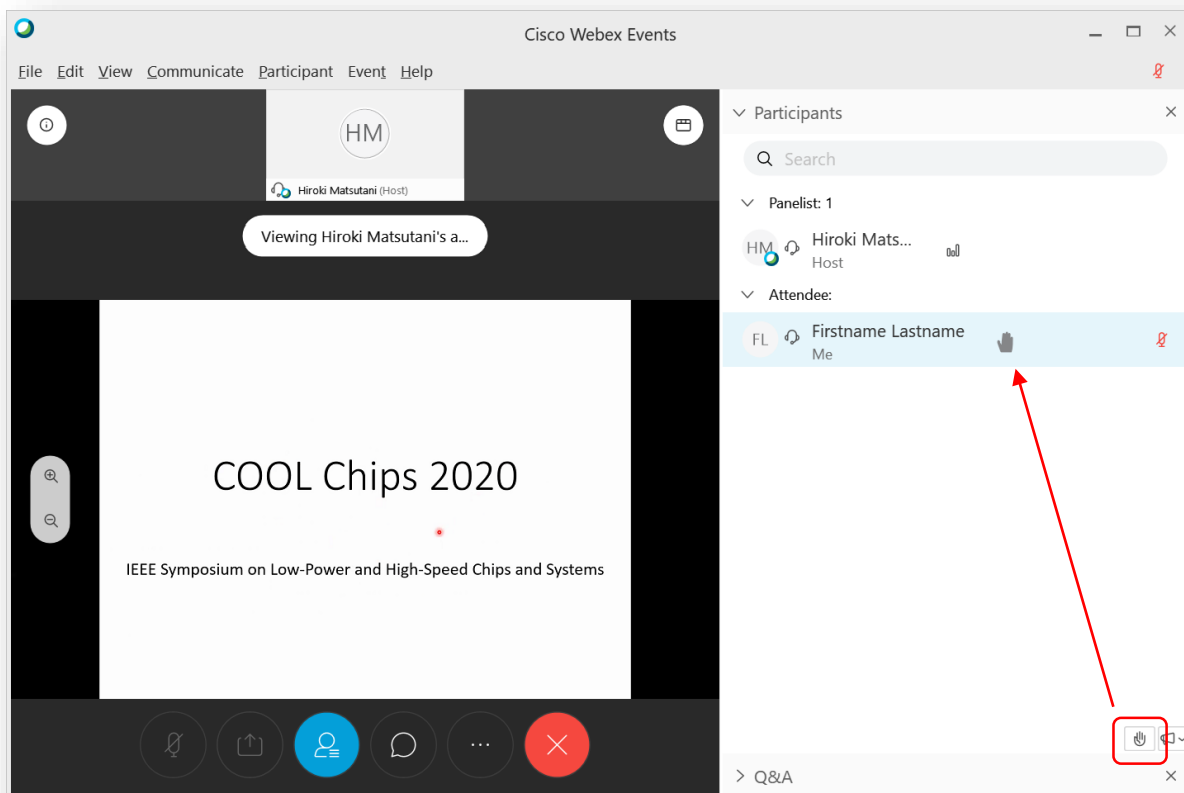 Cisco Webex Events
File Edit View Communicate Participant Event Help
HM
Hiroki Matsutani (Host)
Viewing Hiroki Matsutani's a...
COOL Chips 2020
IEEE Symposium on Low-Power and High-Speed Chips and Systems
Participants
Search
Panelist: 1
HM
Hiroki Mats...
Host
Attendee:
FL
Firstname Lastname
Me
Q&A